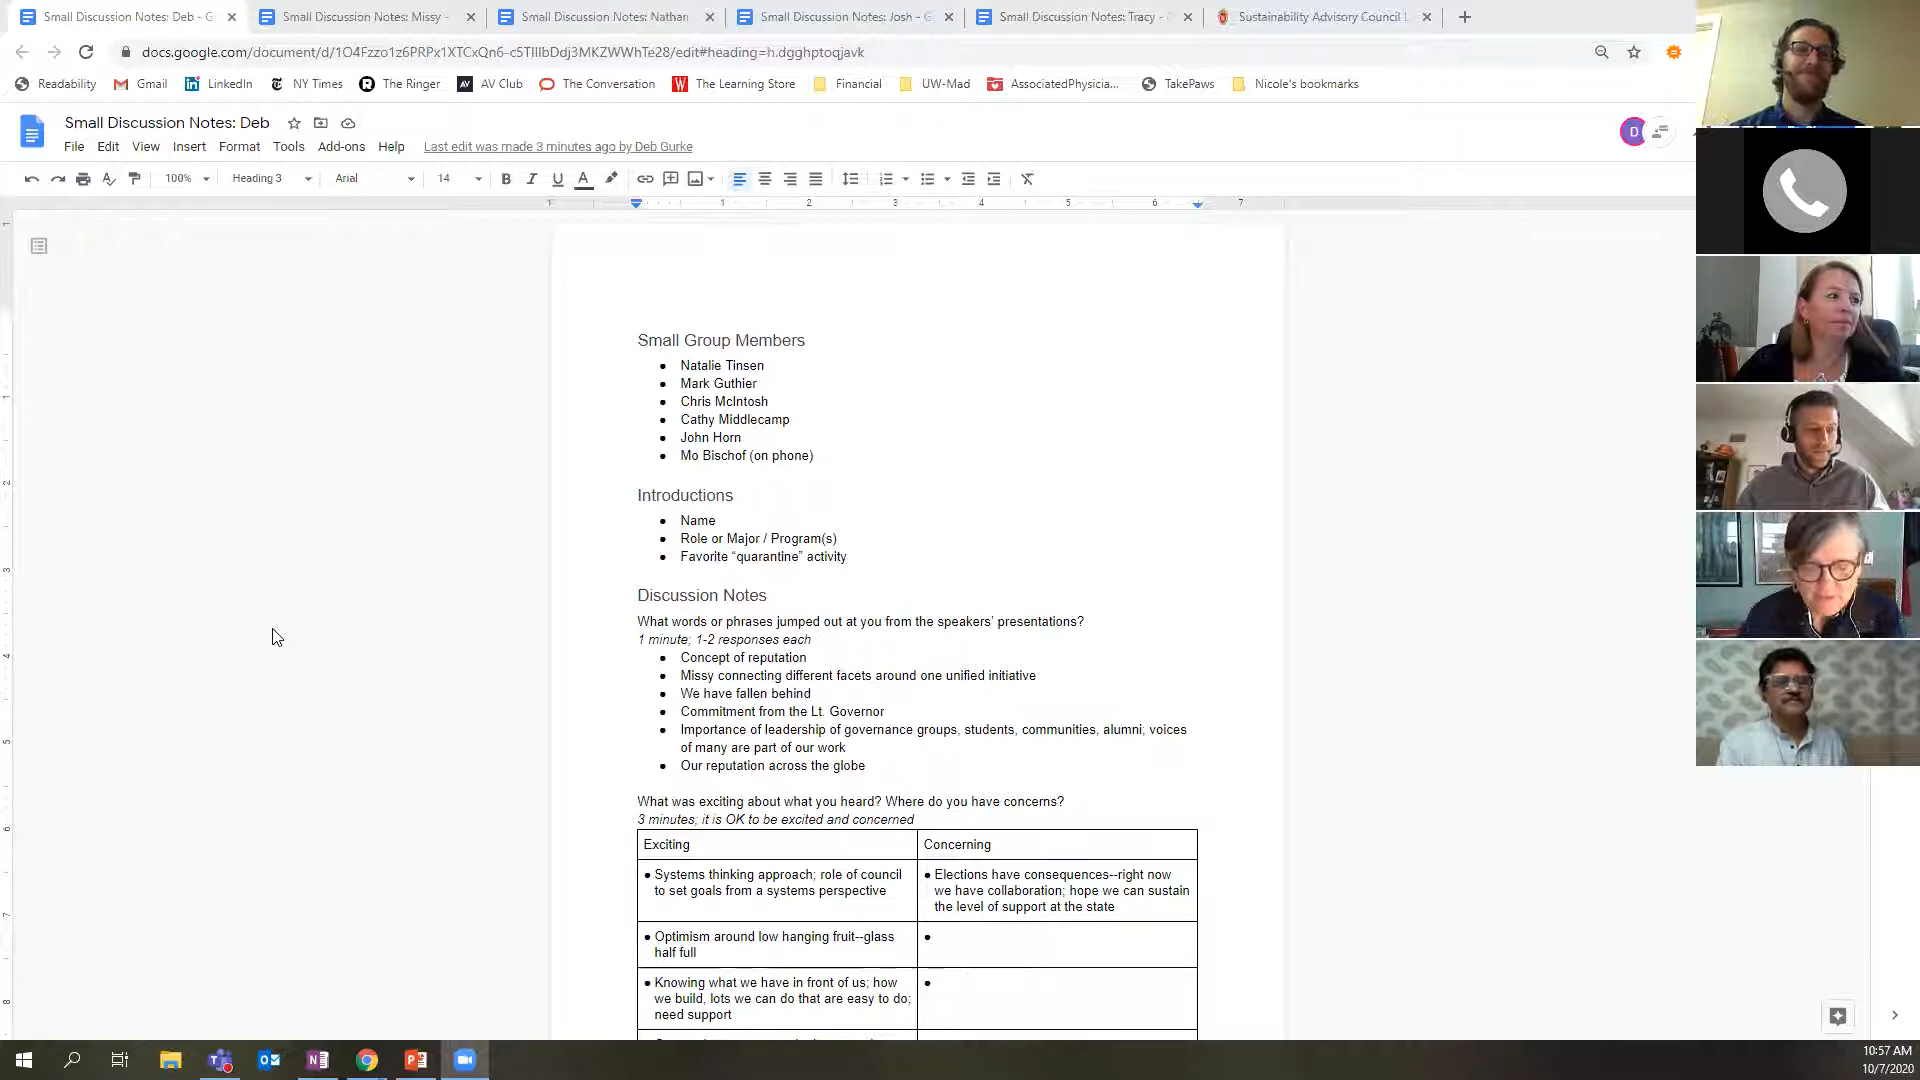 Small Discussion Notes: Deb - G
Small Discussion Notes: Missy -
Small Discussion Notes: Nathan
Small Discussion Notes: Josh - G
Small Discussion Notes: Tracy -
Sustainability Advisory Council L
docs.google.com/document/d/1O4Fzzo1z6PRPx1XTCxQn6-c5TIIIbDdj3MKZWWhTe28/edit#heading=h.dgghptoqjavk
Readability
Gmail
LinkedIn
NY Times
The Ringer
AV AV Club
The Conversation
The Learning Store
Financial
UW-Mad
AssociatedPhysicia...
TakePaws
Nicole's bookmarks
Small Discussion Notes: Deb
D
File Edit View Insert Format Tools Add-ons Help Last edit was made 3 minutes ago by Deb Gurke
100% Heading 3 Arial 14 B I U A
1 1 2 3 4 5 6 7
Small Group Members
● Natalie Tinsen
● Mark Guthier
● Chris McIntosh
● Cathy Middlecamp
● John Horn
● Mo Bischof (on phone)
Introductions
● Name
● Role or Major / Program(s)
● Favorite “quarantine” activity
Discussion Notes
What words or phrases jumped out at you from the speakers’ presentations?
1 minute; 1-2 responses each
● Concept of reputation
● Missy connecting different facets around one unified initiative
● We have fallen behind
● Commitment from the Lt. Governor
● Importance of leadership of governance groups, students, communities, alumni; voices
of many are part of our work
● Our reputation across the globe
What was exciting about what you heard? Where do you have concerns?
3 minutes; it is OK to be excited and concerned
Exciting
Concerning
● Systems thinking approach; role of council
to set goals from a systems perspective
● Elections have consequences--right now
we have collaboration; hope we can sustain
the level of support at the state
● Optimism around low hanging fruit--glass
half full
●
● Knowing what we have in front of us; how
we build, lots we can do that are easy to do;
need support
●
10:57 AM
10/7/2020